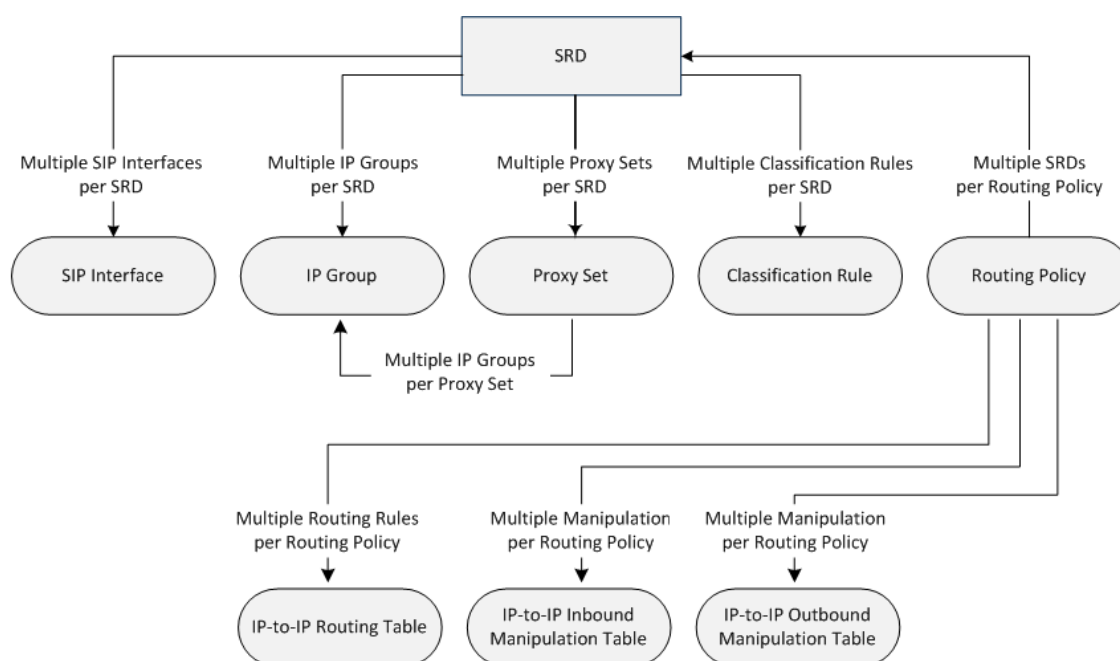 SRD
Multiple SIP Interfaces
per SRD
Multiple IP Groups
per SRD
Multiple Proxy Sets
per SRD
Multiple Classification Rules
per SRD
Multiple SRDs
per Routing Policy
SIP Interface
IP Group
Proxy Set
Classification Rule
Routing Policy
Multiple IP Groups
per Proxy Set
Multiple Routing Rules
per Routing Policy
Multiple Manipulation
per Routing Policy
Multiple Manipulation
per Routing Policy
IP-to-IP Routing Table
IP-to-IP Inbound
Manipulation Table
IP-to-IP Outbound
Manipulation Table